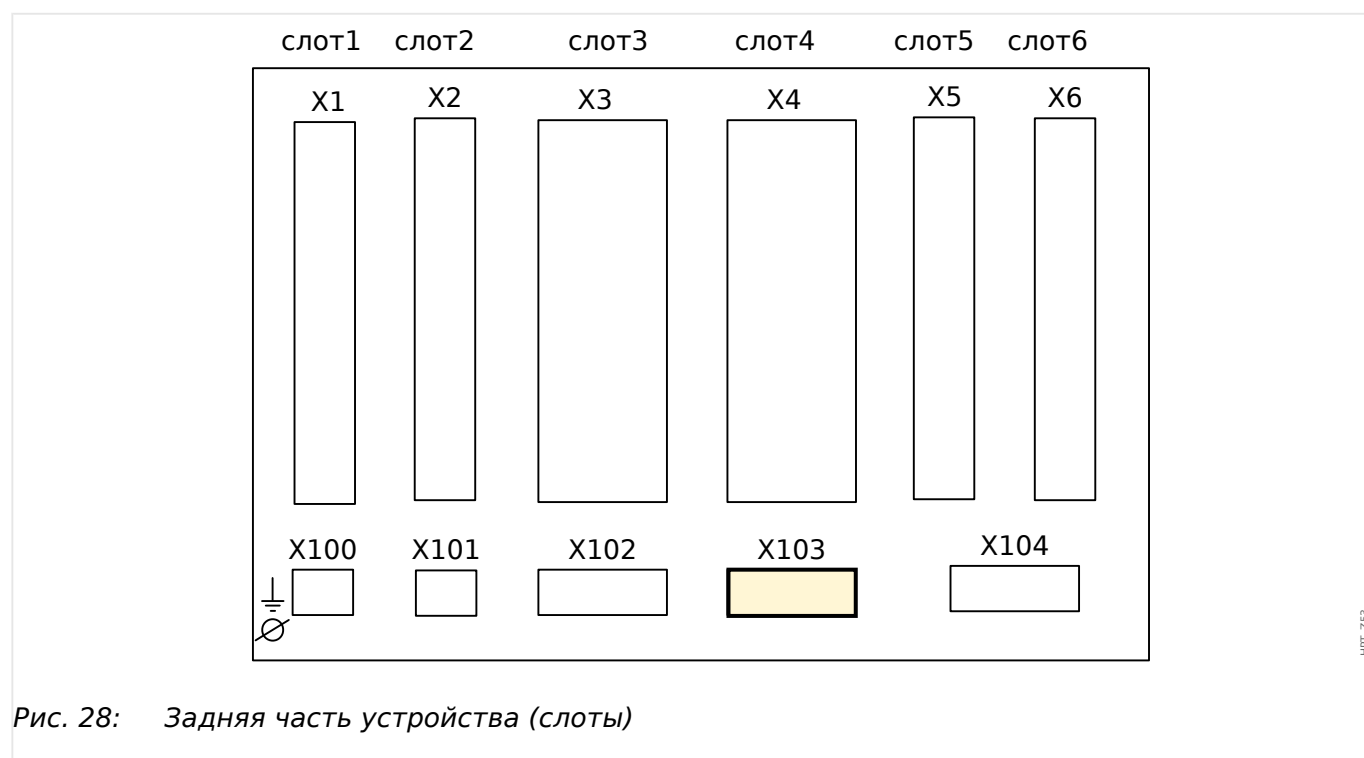 слот1 слот2 слот3 слот4 слот5 слот6
X1 X2 X3 X4 X5 X6
X100 X101 X102 X103 X104
Рис. 28: Задняя часть устройства (слоты)